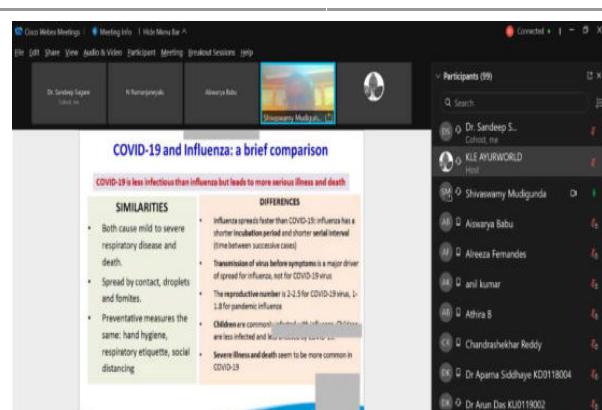 Cisco Webex Meetings
Meeting Info
Hide Menu Bar
Connected
File Edit Share View Audio & Video Participant Meeting Breakout Sessions Help
Dr. Sandeep Sagare
Cohost, me
N Ramanjaneyulu
Aiswarya Babu
Shivaswamy Mudigun...
COVID-19 and Influenza: a brief comparison
COVID-19 is less infectious than influenza but leads to more serious illness and death
SIMILARITIES
• Both cause mild to severe
respiratory disease and
death.
• Spread by contact, droplets
and fomites.
• Preventative measures the
same: hand hygiene,
respiratory etiquette, social
distancing
DIFFERENCES
• Influenza spreads faster than COVID-19: influenza has a
shorter incubation period and shorter serial interval
(time between successive cases)
• Transmission of virus before symptoms is a major driver
of spread for influenza, not for COVID-19 virus
• The reproductive number is 2-2.5 for COVID-19 virus, 1-
1.8 for pandemic influenza
• Children are commonly
are less infected and
• Severe illness and death seem to be more common in
COVID-19
Participants (99)
Search
DS Dr. Sandeep S...
Cohost, me
KLE AYURWORLD
Host
SM Shivaswamy Mudigunda
AB Aiswarya Babu
AF Alreeza Fernandes
AK anil kumar
AB Athira B
CR Chandrashekhar Reddy
DK Dr Aparna Siddhaye KD0118004
DK Dr Arun Das KU0119002